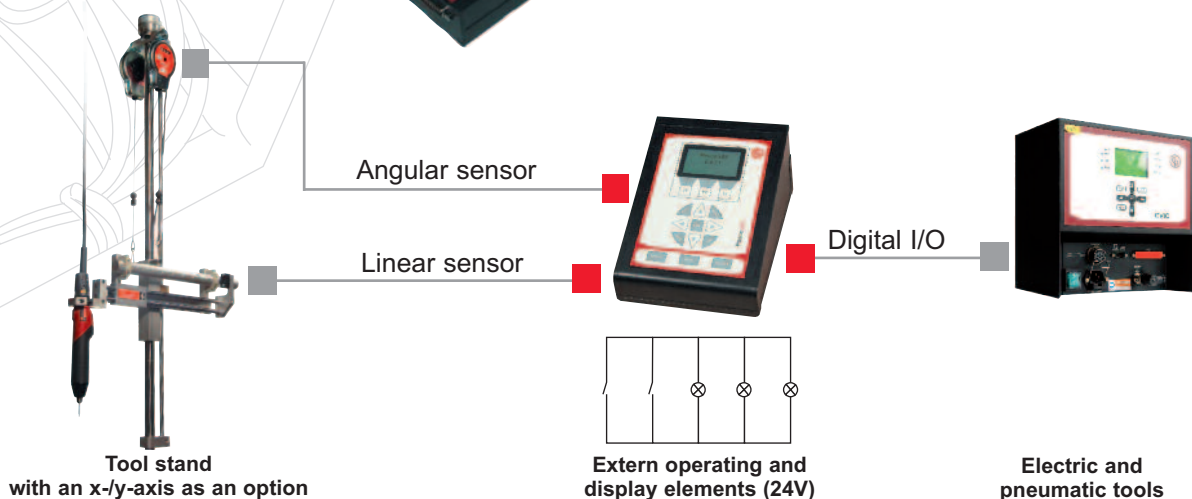 Angular sensor
Linear sensor
Digital I/O
Tool stand
with an x-/y-axis as an option
Extern operating and
display elements (24V)
Electric and
pneumatic tools